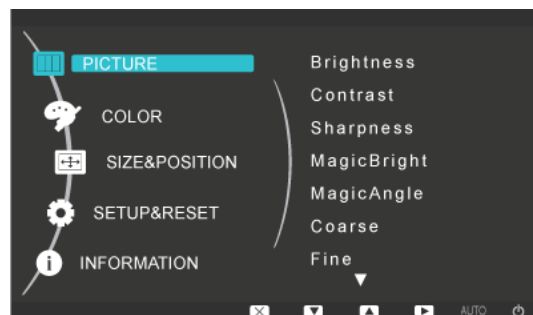 PICTURE
COLOR
SIZE&POSITION
SETUP&RESET
INFORMATION
Brightness
Contrast
Sharpness
MagicBright
MagicAngle
Coarse
Fine
AUTO